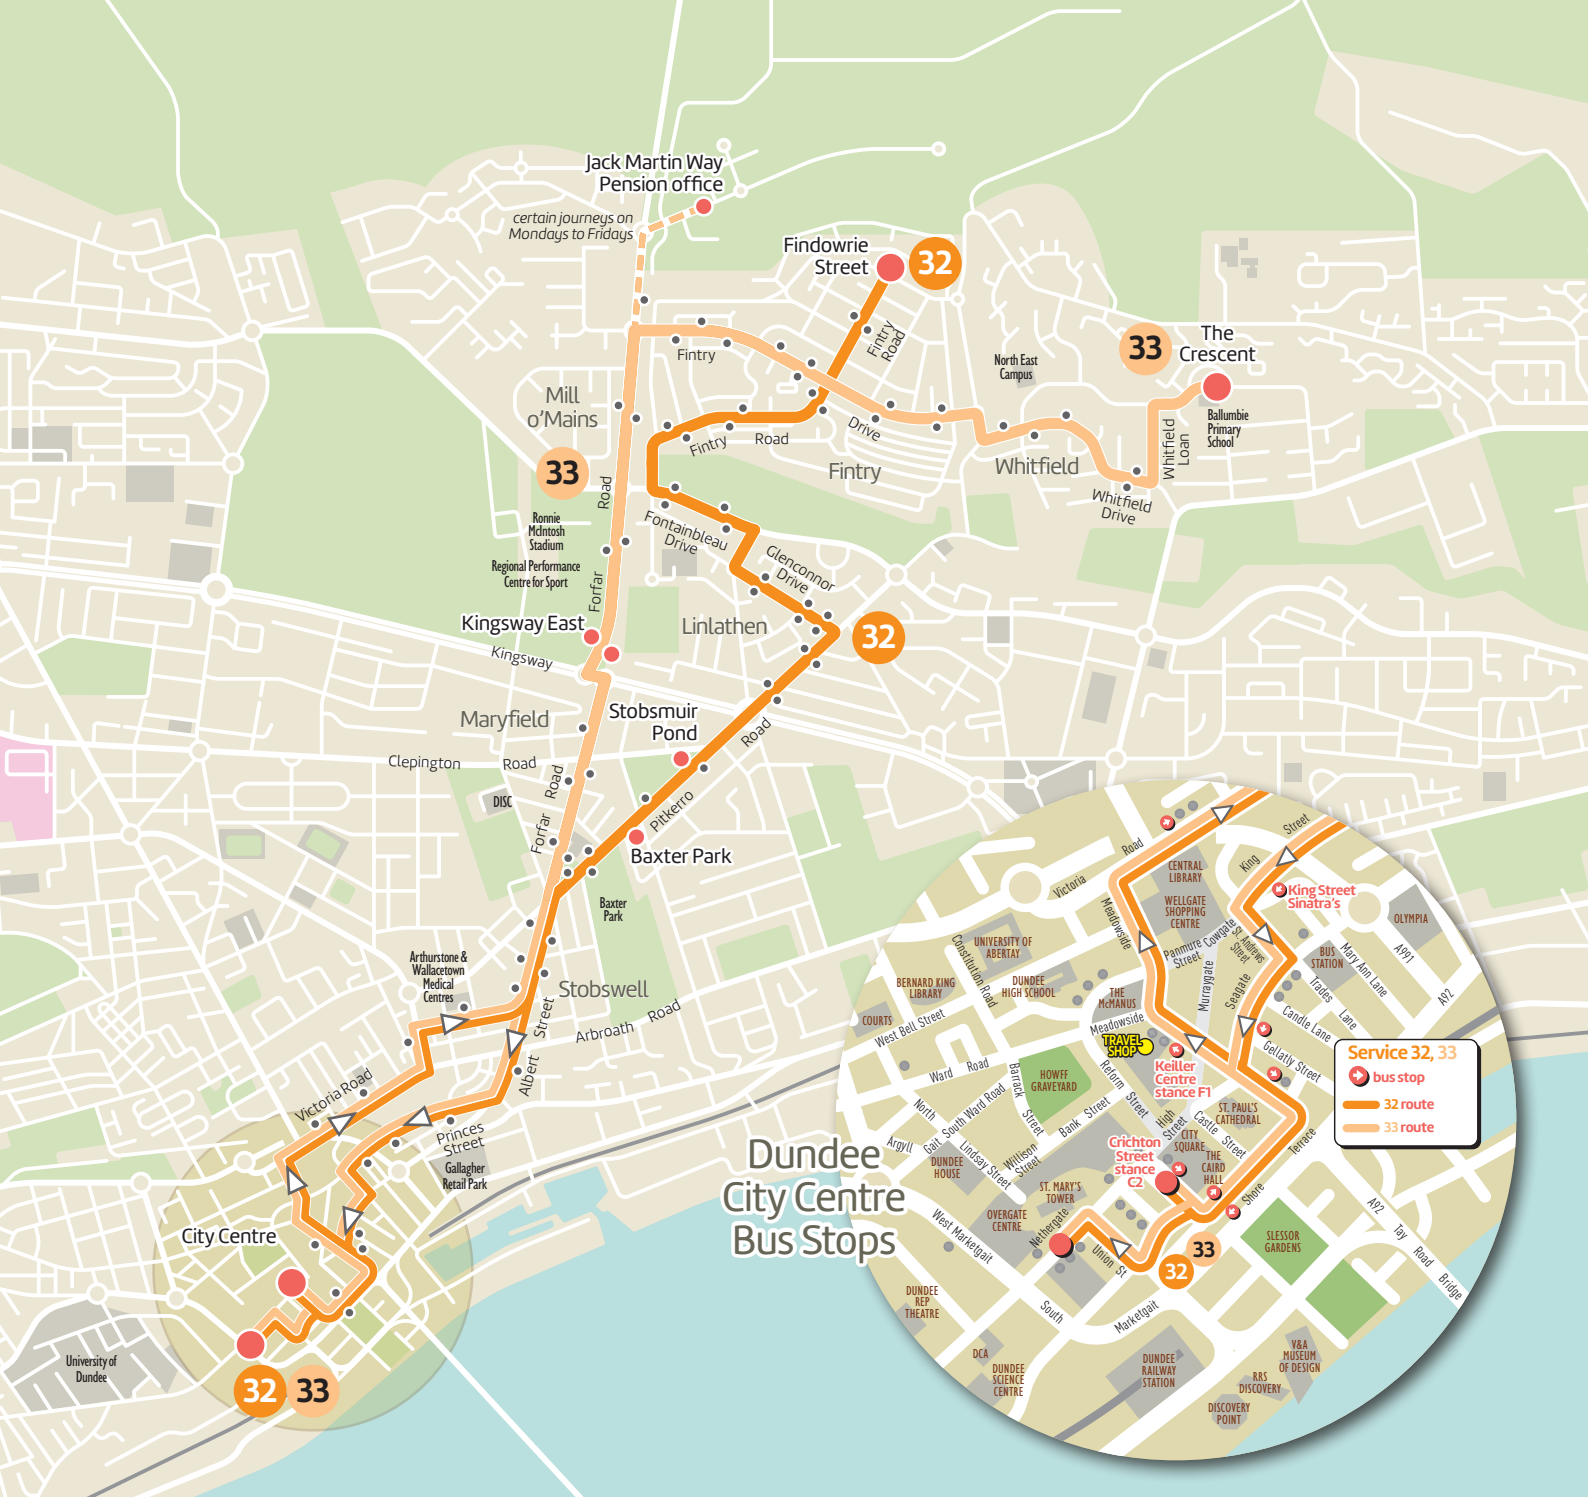 Jack Martin Way
Pension office
certain journeys on
Mondays to Fridays
Findowrie
Street
32
Fintry
Road
Fintry
North East
Campus
33
The
Crescent
Ballumbie
Primary
School
Mill
o'Mains
Drive
Fintry
Road
Fintry
Whitfield
Whitfield
Loan
Whitfield
Drive
33
Road
Ronnie
McIntosh
Stadium
Regional Performance
Centre for Sport
Forfar
Fontainbleau
Drive
Glenconnor
Drive
Kingsway East
Kingsway
Linlathen
32
Maryfield
Stobsmuir
Pond
Road
Clepington
Road
DISC
Road
Forfar
Pitkerro
Baxter Park
Baxter
Park
Arthurstone &
Wallacetown
Medical
Centres
Stobswell
Street
Arbroath
Road
Albert
Victoria Road
Princes
Street
Gallagher
Retail Park
City Centre
University of
Dundee
32
33
Dundee
City Centre
Bus Stops
Road
Victoria
Street
King
CENTRAL
LIBRARY
WELLGATE
SHOPPING
CENTRE
King Street
Sinatra's
OLYMPIA
Meadowside
Panmure
Street
Cowgate
St. Andrews
Street
BUS
STATION
Mary Ann Lane
A991
A92
Trades
Lane
Constitution Road
UNIVERSITY OF
ABERTAY
BERNARD KING
LIBRARY
DUNDEE
HIGH SCHOOL
THE
McMANUS
Murraygate
Seagate
Candle Lane
COURTS
West Bell Street
Meadowside
TRAVEL
SHOP
Gellatly Street
Keiller
Centre
stance F1
Ward
Road
HOWFF
GRAVEYARD
Barrack
Street
Reform
Street
North
South Ward Road
Bank
Street
High
Street
Castle
Street
ST. PAUL'S
CATHEDRAL
Argyll
Gait
Lindsay Street
Willison
Street
DUNDEE
HOUSE
Crichton
Street
stance
C2
CITY
SQUARE
THE
CAIRD
HALL
Terrace
Shore
ST. MARY'S
TOWER
OVERGATE
CENTRE
Nethergate
Union St
West Marketgait
32
33
SLESSOR
GARDENS
A92
Tay
Road
Bridge
DUNDEE
REP
THEATRE
South
Marketgait
DCA
DUNDEE
SCIENCE
CENTRE
DUNDEE
RAILWAY
STATION
V&A
MUSEUM
OF DESIGN
RRS
DISCOVERY
DISCOVERY
POINT
Service 32, 33
bus stop
32 route
33 route